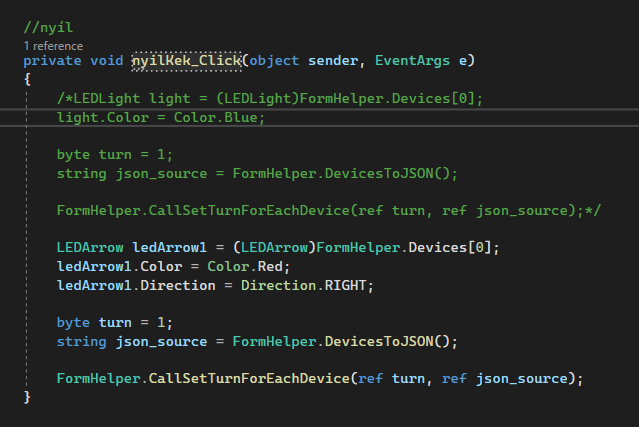 //nyíl
1 reference
private void nyilKek_Click(object sender, EventArgs e)
{
/*LEDLight light = (LEDLight)FormHelper.Devices[0];
light.Color = Color.Blue;
byte turn = 1;
string json_source = FormHelper.DevicesToJSON();
FormHelper.CallSetTurnForEachDevice(ref turn, ref json_source);*/
LEDArrow ledArrow1 = (LEDArrow)FormHelper.Devices[0];
ledArrow1.Color = Color.Red;
ledArrow1.Direction = Direction.RIGHT;
byte turn = 1;
string json_source = FormHelper.DevicesToJSON();
FormHelper.CallSetTurnForEachDevice(ref turn, ref json_source);
}